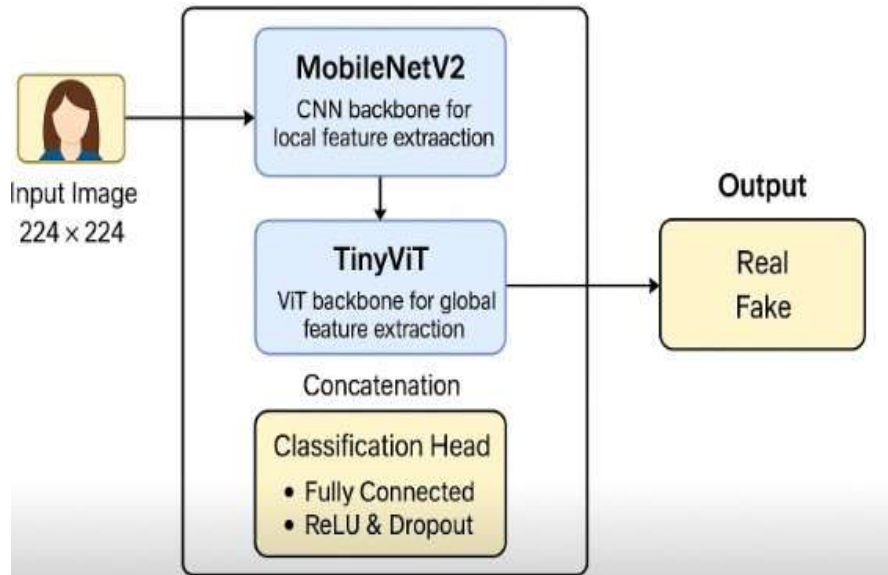 MobileNetV2
CNN backbone for
local feature extraaction
Input Image
224 × 224
TinyViT
ViT backbone for global
feature extraction
Output
Real
Fake
Concatenation
Classification Head
• Fully Connected
• ReLU & Dropout